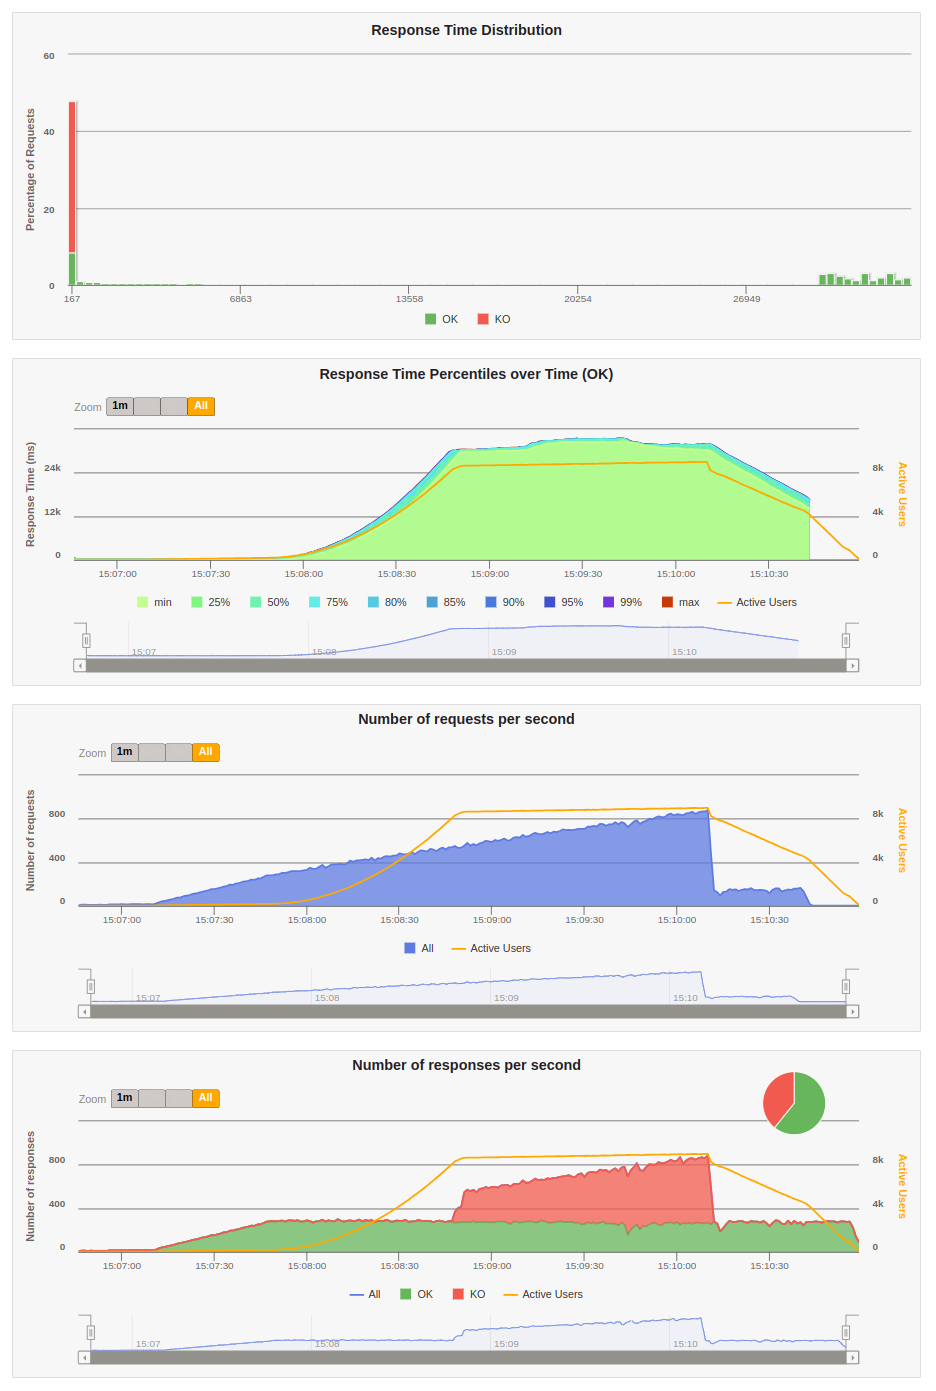 Response Time Distribution
Percentage of Requests
60
40
20
0
167 6863 13558 20254 26949
OK KO
Response Time Percentiles over Time (OK)
Zoom 1m All
Response Time (ms)
24k
12k
0
8k
4k
0
Active Users
15:07:00 15:07:30 15:08:00 15:08:30 15:09:00 15:09:30 15:10:00 15:10:30
min 25% 50% 75% 80% 85% 90% 95% 99% max Active Users
15:07 15:08 15:09 15:10
Number of requests per second
Zoom 1m All
Number of requests
800
400
0
8k
4k
0
Active Users
15:07:00 15:07:30 15:08:00 15:08:30 15:09:00 15:09:30 15:10:00 15:10:30
All Active Users
15:07 15:08 15:09 15:10
Number of responses per second
Zoom 1m All
Number of responses
800
400
0
8k
4k
0
Active Users
15:07:00 15:07:30 15:08:00 15:08:30 15:09:00 15:09:30 15:10:00 15:10:30
All OK KO Active Users
15:07 15:08 15:09 15:10